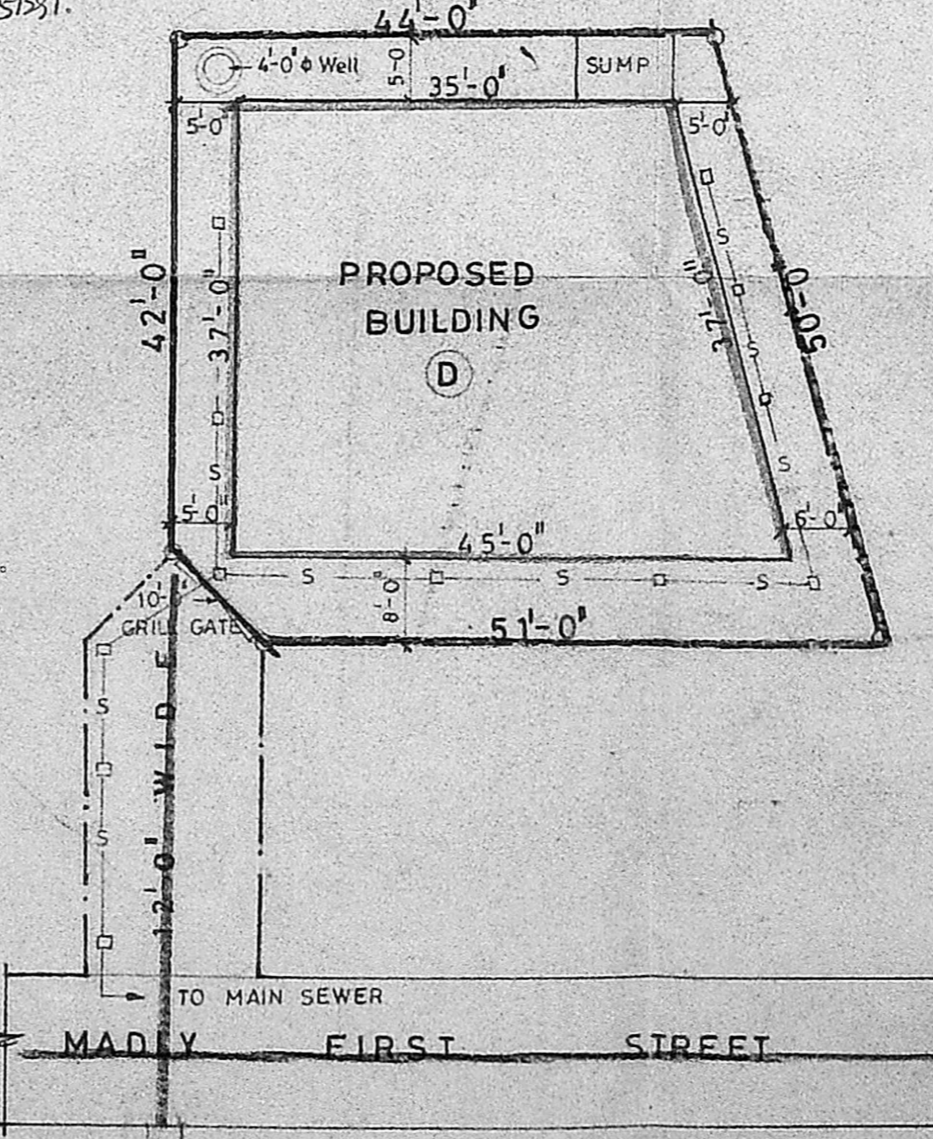 44'-0"
4'-0" ϕ Well
5-0
35'-0"
SUMP
5'-0"
5'-0"
42'-0"
37'-0"
PROPOSED
BUILDING
D
37'-0"
50-0
S
S
S
S
S
5'-0"
45'-0"
6'-0"
S
S
S
8'-0"
51'-0"
GRILL GATE
12'-0" WIDE
S
S
TO MAIN SEWER
MADLY FIRST STREET